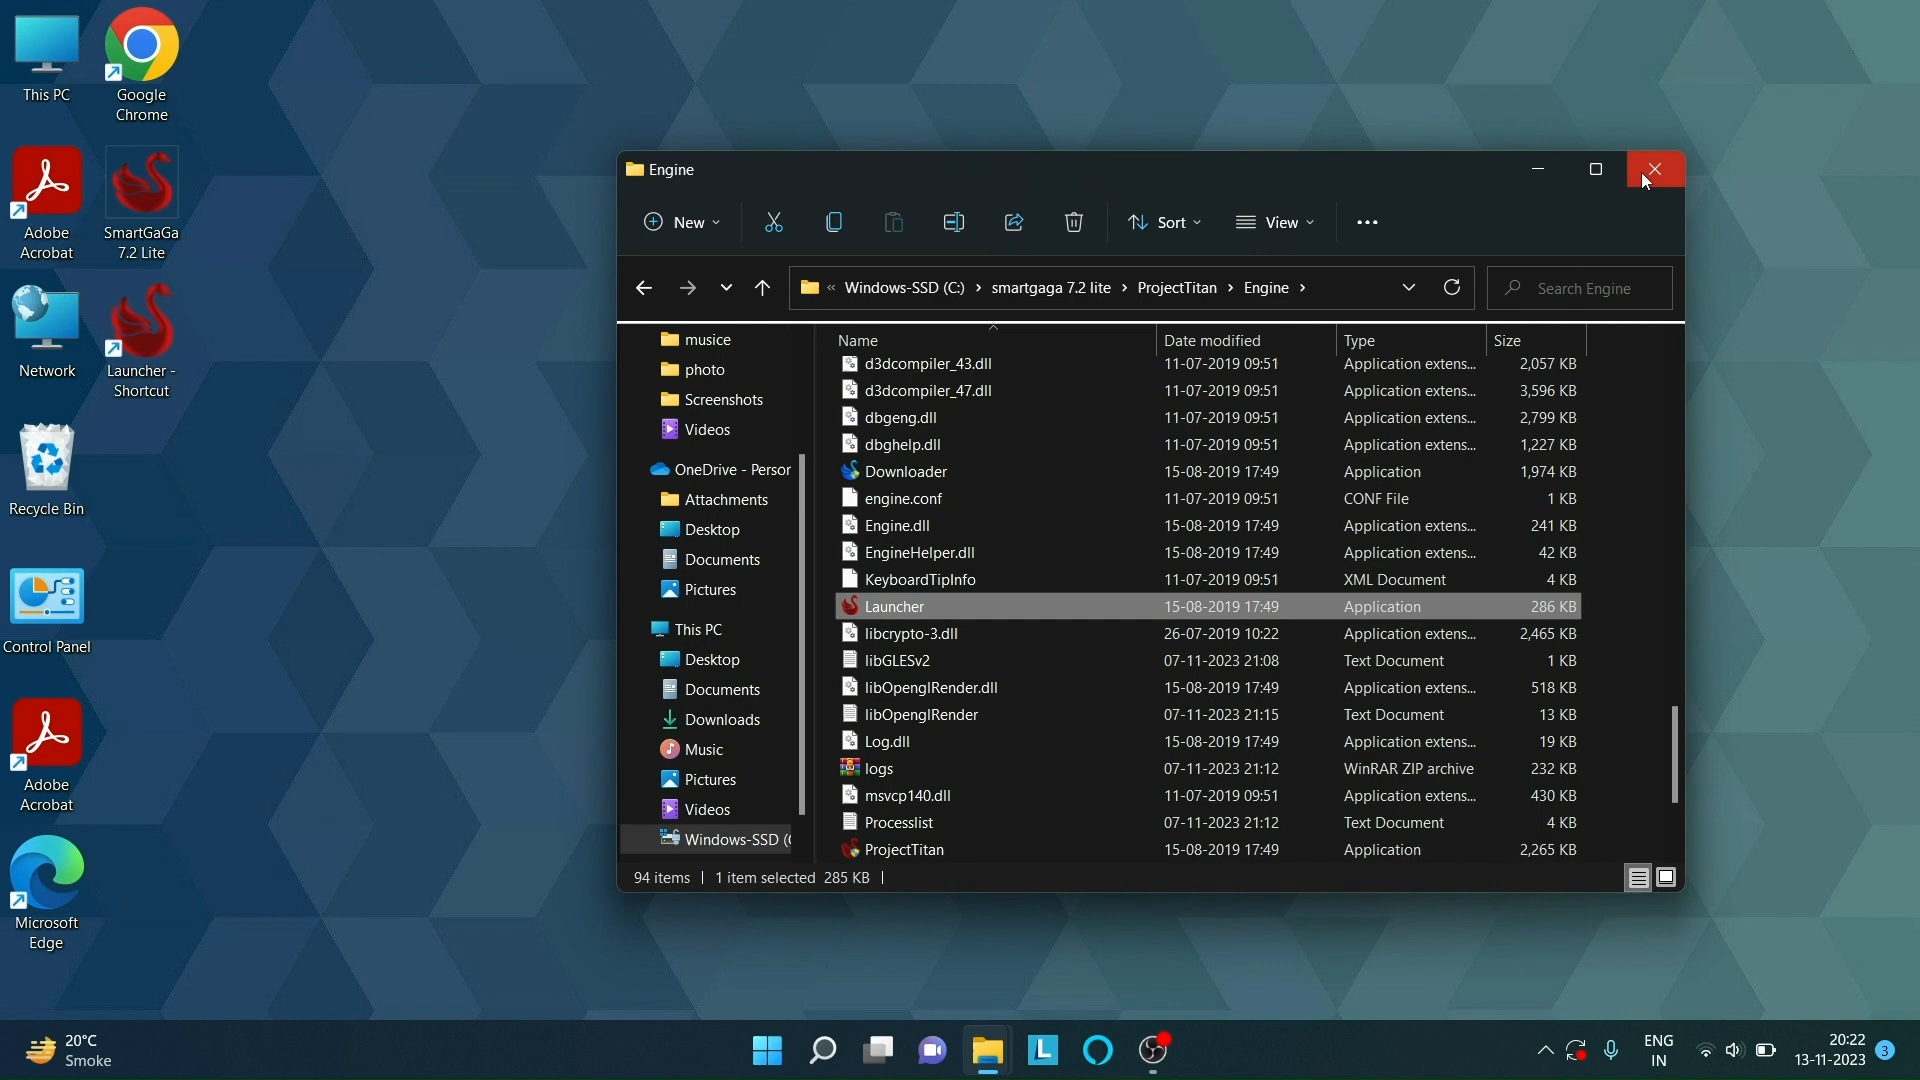 This PC
Google
Chrome
Adobe
Acrobat
SmartGaGa
7.2 Lite
Network
Launcher -
Shortcut
Recycle Bin
Control Panel
Adobe
Acrobat
Microsoft
Edge
Engine
New
Sort
View
« Windows-SSD (C:) › smartgaga 7.2 lite › ProjectTitan › Engine ›
Search Engine
musice
photo
Screenshots
Videos
OneDrive - Person
Attachments
Desktop
Documents
Pictures
This PC
Desktop
Documents
Downloads
Music
Pictures
Videos
Windows-SSD (
Name Date modified Type Size
d3dcompiler_43.dll 11-07-2019 09:51 Application extens... 2,057 KB
d3dcompiler_47.dll 11-07-2019 09:51 Application extens... 3,596 KB
dbgeng.dll 11-07-2019 09:51 Application extens... 2,799 KB
dbghelp.dll 11-07-2019 09:51 Application extens... 1,227 KB
Downloader 15-08-2019 17:49 Application 1,974 KB
engine.conf 11-07-2019 09:51 CONF File 1 KB
Engine.dll 15-08-2019 17:49 Application extens... 241 KB
EngineHelper.dll 15-08-2019 17:49 Application extens... 42 KB
KeyboardTipInfo 11-07-2019 09:51 XML Document 4 KB
Launcher 15-08-2019 17:49 Application 286 KB
libcrypto-3.dll 26-07-2019 10:22 Application extens... 2,465 KB
libGLESv2 07-11-2023 21:08 Text Document 1 KB
libOpenglRender.dll 15-08-2019 17:49 Application extens... 518 KB
libOpenglRender 07-11-2023 21:15 Text Document 13 KB
Log.dll 15-08-2019 17:49 Application extens... 19 KB
logs 07-11-2023 21:12 WinRAR ZIP archive 232 KB
msvcp140.dll 11-07-2019 09:51 Application extens... 430 KB
Processlist 07-11-2023 21:12 Text Document 4 KB
ProjectTitan 15-08-2019 17:49 Application 2,265 KB
94 items | 1 item selected 285 KB |
20°C
Smoke
L
ENG
IN
20:22
13-11-2023
3